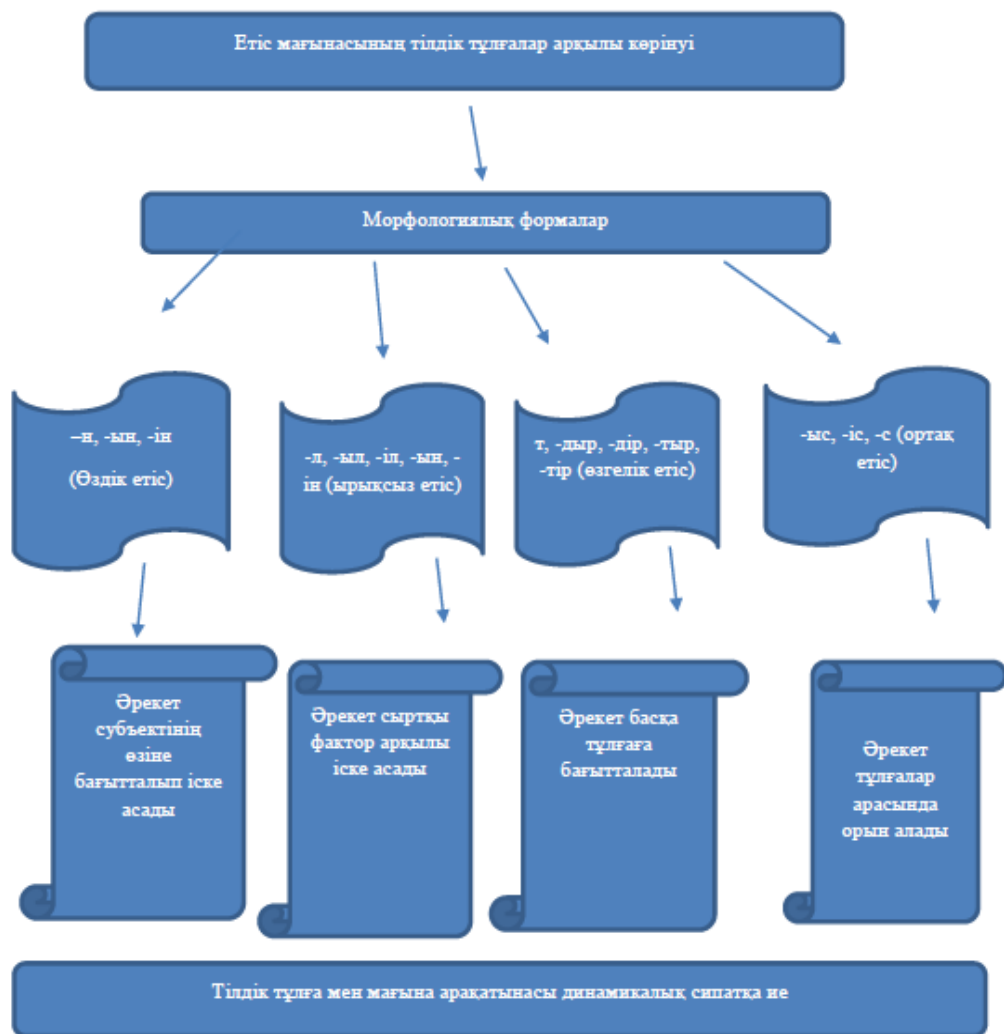 Етіс мағынасының тілдік тұлғалар арқылы көрінуі
Морфологиялық формалар
–н, -ын, -ін
(Өздік етіс)
-л, -ыл, -іл, -ын, -
ін (ырықсыз етіс)
т, -дыр, -дір, -тыр,
-тір (өзгелік етіс)
-ыс, -іс, -с (ортақ
етіс)
Әрекет
субъектінің
өзіне
бағытталып іске
асады
Әрекет сыртқы
фактор арқылы
іске асады
Әрекет басқа
тұлғаға
бағытталады
Әрекет
тұлғалар
арасында
орын алады
Тілдік тұлға мен мағына арақатынасы динамикалық сипатқа ие